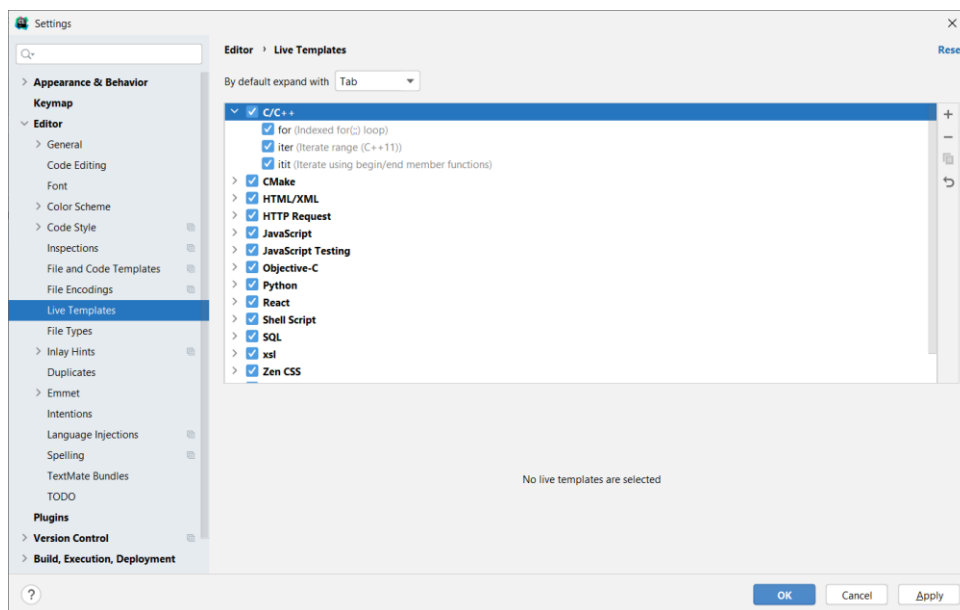 Settings
Editor › Live Templates
Rese
By default expand with Tab
Appearance & Behavior
Keymap
Editor
General
Code Editing
Font
Color Scheme
Code Style
Inspections
File and Code Templates
File Encodings
Live Templates
File Types
Inlay Hints
Duplicates
Emmet
Intentions
Language Injections
Spelling
TextMate Bundles
TODO
Plugins
Version Control
Build, Execution, Deployment
C/C++
for (Indexed for(;;) loop)
iter (Iterate range (C++11))
itit (Iterate using begin/end member functions)
CMake
HTML/XML
HTTP Request
JavaScript
JavaScript Testing
Objective-C
Python
React
Shell Script
SQL
xsl
Zen CSS
No live templates are selected
?
OK
Cancel
Apply